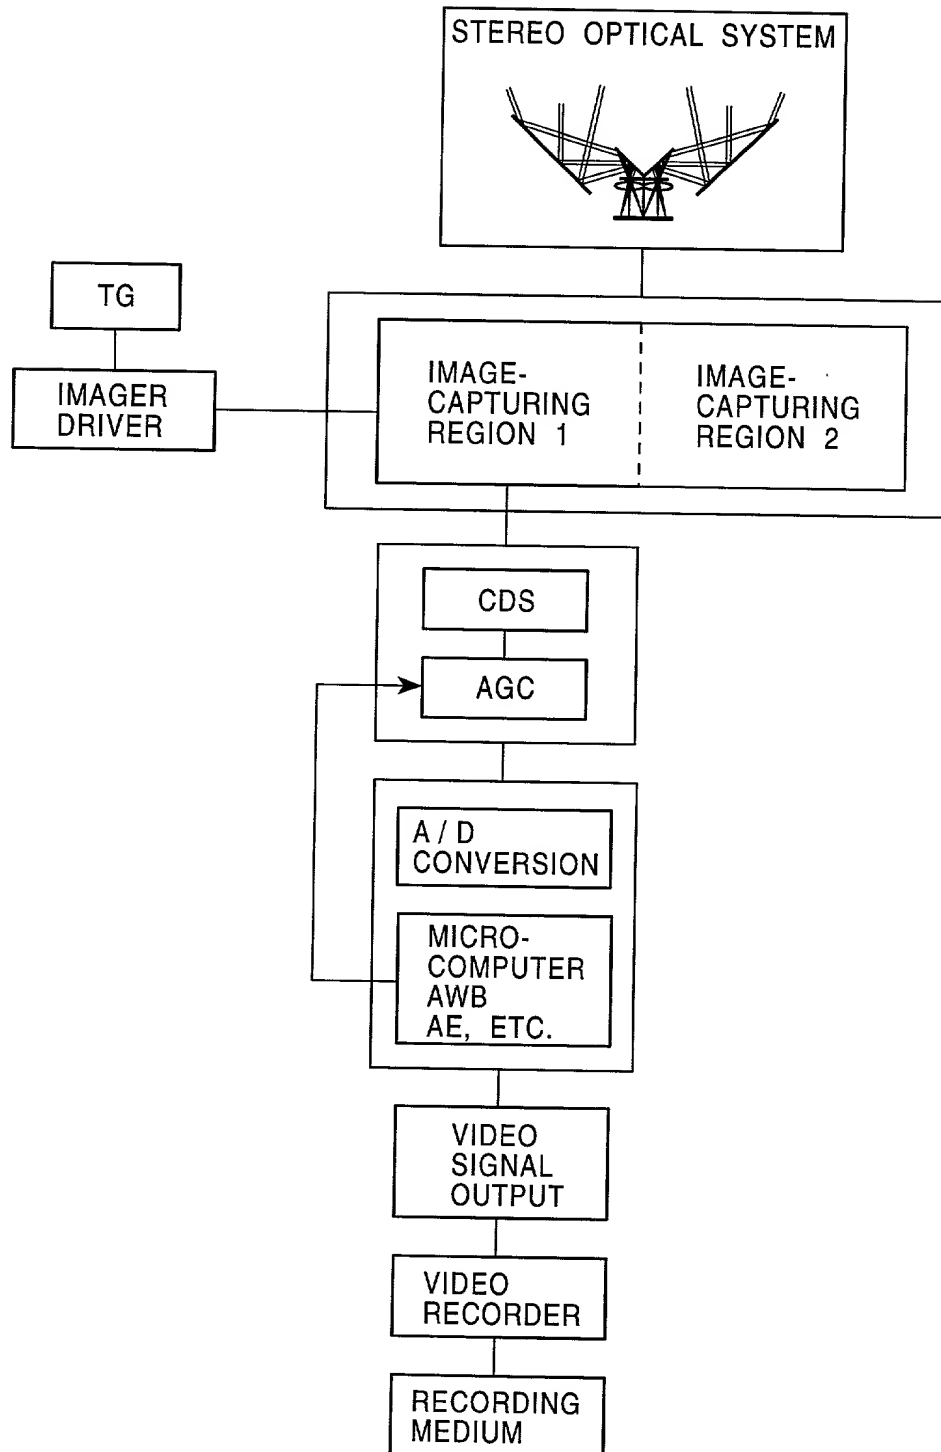 STEREO OPTICAL SYSTEM
TG
IMAGER
DRIVER
IMAGE-
CAPTURING
REGION 1
IMAGE-
CAPTURING
REGION 2
CDS
AGC
A / D
CONVERSION
MICRO-
COMPUTER
AWB
AE, ETC.
VIDEO
SIGNAL
OUTPUT
VIDEO
RECORDER
RECORDING
MEDIUM